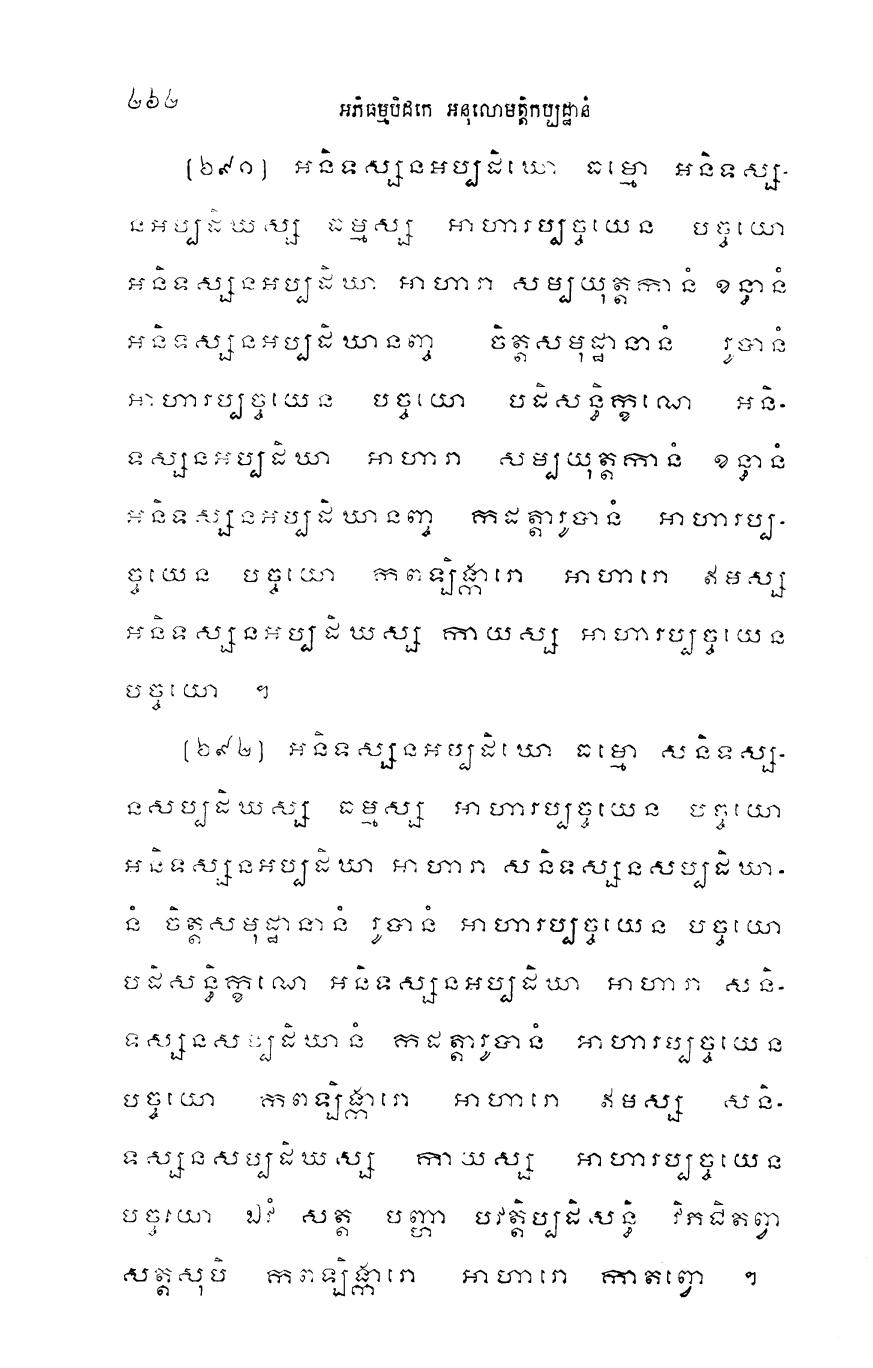 ៤៦៤
អភិធម្មបិដកេ អនុលោមត្តិកប្បដ្ឋានំ
(៦៩១) អនិទស្សនអប្បដិឃោ ធម្មោ អនិទស្ស-
នអប្បដិឃស្ស ធម្មស្ស អាហារប្បច្ចយេន បច្ចយោ
អនិទស្សនអប្បដិឃា អាហារា សម្បយុត្តកានំ ខន្ធានំ
អនិទស្សនអប្បដិឃានញ្ច ចិត្តសមុដ្ឋានានំ រូបានំ
អាហារប្បច្ចយេន បច្ចយោ បដិសន្ធិក្ខណេ អនិ-
ទស្សនអប្បដិឃា អាហារា សម្បយុត្តកានំ ខន្ធានំ
អនិទស្សនអប្បដិឃានញ្ច កដត្តារូបានំ អាហារប្ប-
ច្ចយេន បច្ចយោ កពឡិង្ការោ អាហារោ ឥមស្ស
អនិទស្សនអប្បដិឃស្ស កាយស្ស អាហារប្បច្ចយេន
បច្ចយោ ។
(៦៩៤) អនិទស្សនអប្បដិឃោ ធម្មោ សនិទស្ស-
នសប្បដិឃស្ស ធម្មស្ស អាហារប្បច្ចយេន បច្ចយោ
អនិទស្សនអប្បដិឃា អាហារា សនិទស្សនសប្បដិឃា-
នំ ចិត្តសមុដ្ឋានានំ រូបានំ អាហារប្បច្ចយេន បច្ចយោ
បដិសន្ធិក្ខណេ អនិទស្សនអប្បដិឃា អាហារា សនិ-
ទស្សនសប្បដិឃានំ កដត្តារូបានំ អាហារប្បច្ចយេន
បច្ចយោ កពឡិង្ការោ អាហារោ ឥមស្ស សនិ-
ទស្សនសប្បដិឃស្ស កាយស្ស អាហារប្បច្ចយេន
បច្ចយោ ឯវំ សត្ត បញ្ហា បវត្តិប្បដិសន្ធិ វិភជិតព្វា
សត្តសុបិ កពឡិង្ការោ អាហារោ កាតព្វោ ។